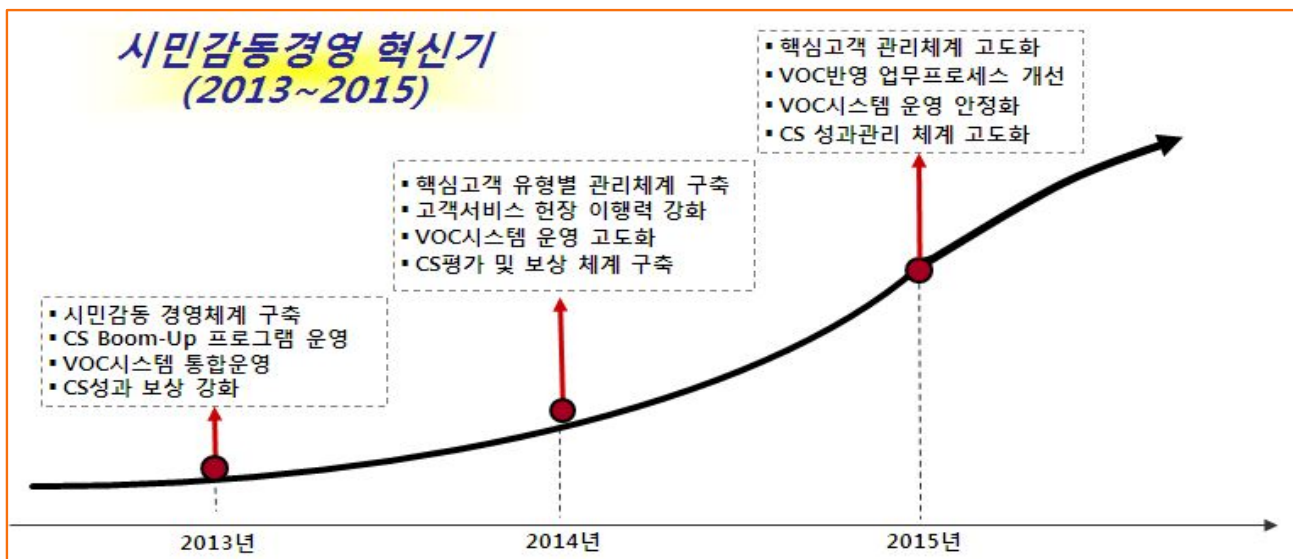 시민감동경영 혁신기
(2013~2015)
▪ 핵심고객 관리체계 고도화
▪ VOC반영 업무프로세스 개선
▪ VOC시스템 운영 안정화
▪ CS 성과관리 체계 고도화
▪ 핵심고객 유형별 관리체계 구축
▪ 고객서비스 헌장 이행력 강화
▪ VOC시스템 운영 고도화
▪ CS평가 및 보상 체계 구축
▪ 시민감동 경영체계 구축
▪ CS Boom-Up 프로그램 운영
▪ VOC시스템 통합운영
▪ CS성과 보상 강화
2013년
2014년
2015년